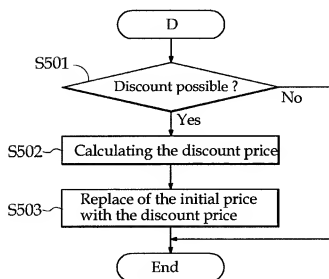 D
S501
Discount possible ?
No
Yes
S502
Calculating the discount price
S503
Replace of the initial price
with the discount price
End